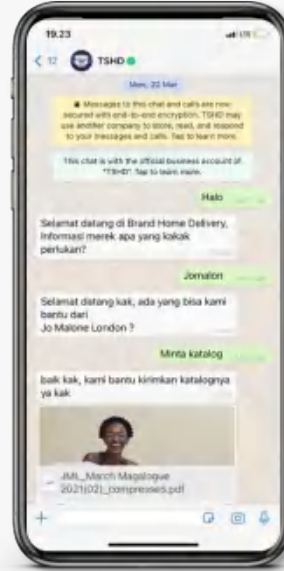 19.23
LTE
12
TSHD
Mon, 22 Mar
Messages to this chat and calls are now
secured with end-to-end encryption. TSHD may
use another company to store, read, and respond
to your messages and calls. Tap to learn more.
This chat is with the official business account of
"TSHD". Tap to learn more.
Halo
Selamat datang di Brand Home Delivery,
Informasi merek apa yang kakak
perlukan?
Jomalon
Selamat datang kak, ada yang bisa kami
bantu dari
Jo Malone London ?
Minta katalog
baik kak, kami bantu kirimkan katalognya
ya kak
JML_March Magalogue
2021(02)_compressed.pdf